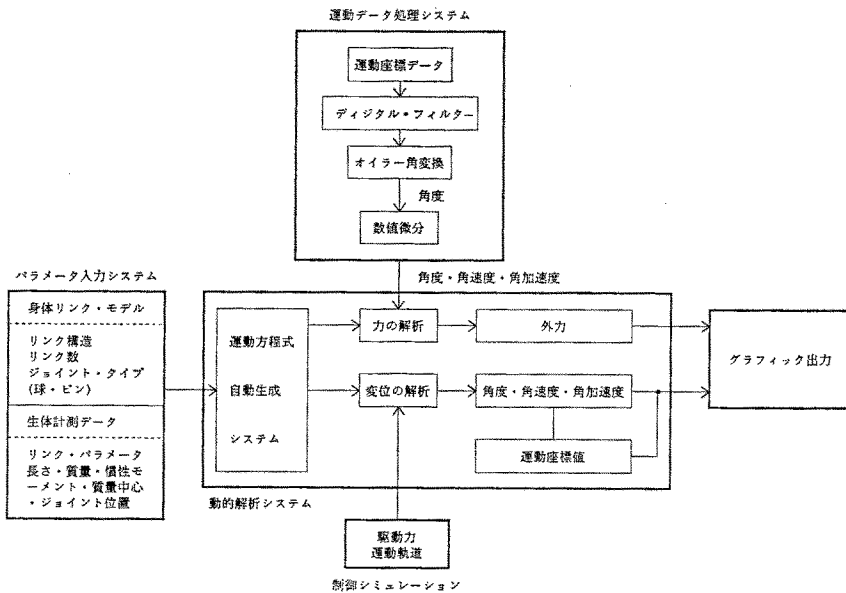 運動データ処理システム
運動座標データ
ディジタル・フィルター
オイラー角変換
角度
数値微分
角度・角速度・角加速度
パラメータ入力システム
身体リンク・モデル
リンク構造
リンク数
ジョイント・タイプ
(球・ピン)
生体計測データ
リンク・パラメータ
長さ・質量・慣性モ
ーメント・質量中心
・ジョイント位置
運動方程式
自動生成
システム
力の解析
外力
変位の解析
角度・角速度・角加速度
運動座標値
動的解析システム
グラフィック出力
駆動力
運動軌道
制御シミュレーション